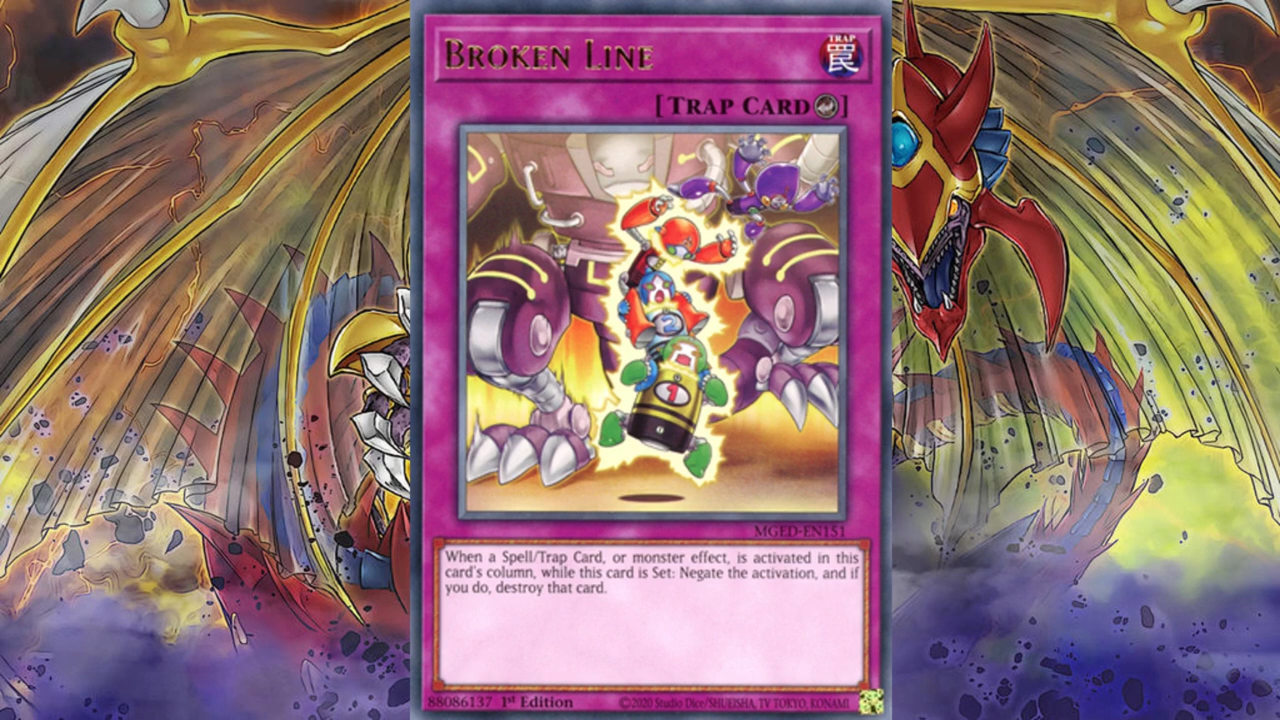 BROKEN LINE
TRAP
罠
[TRAP CARD]
2
1
MGED-EN151
When a Spell/Trap Card, or monster effect, is activated in this
card's column, while this card is Set: Negate the activation, and if
you do, destroy that card.
88086137 1st Edition ©2020 Studio Dice/SHUEISHA, TV TOKYO, KONAMI